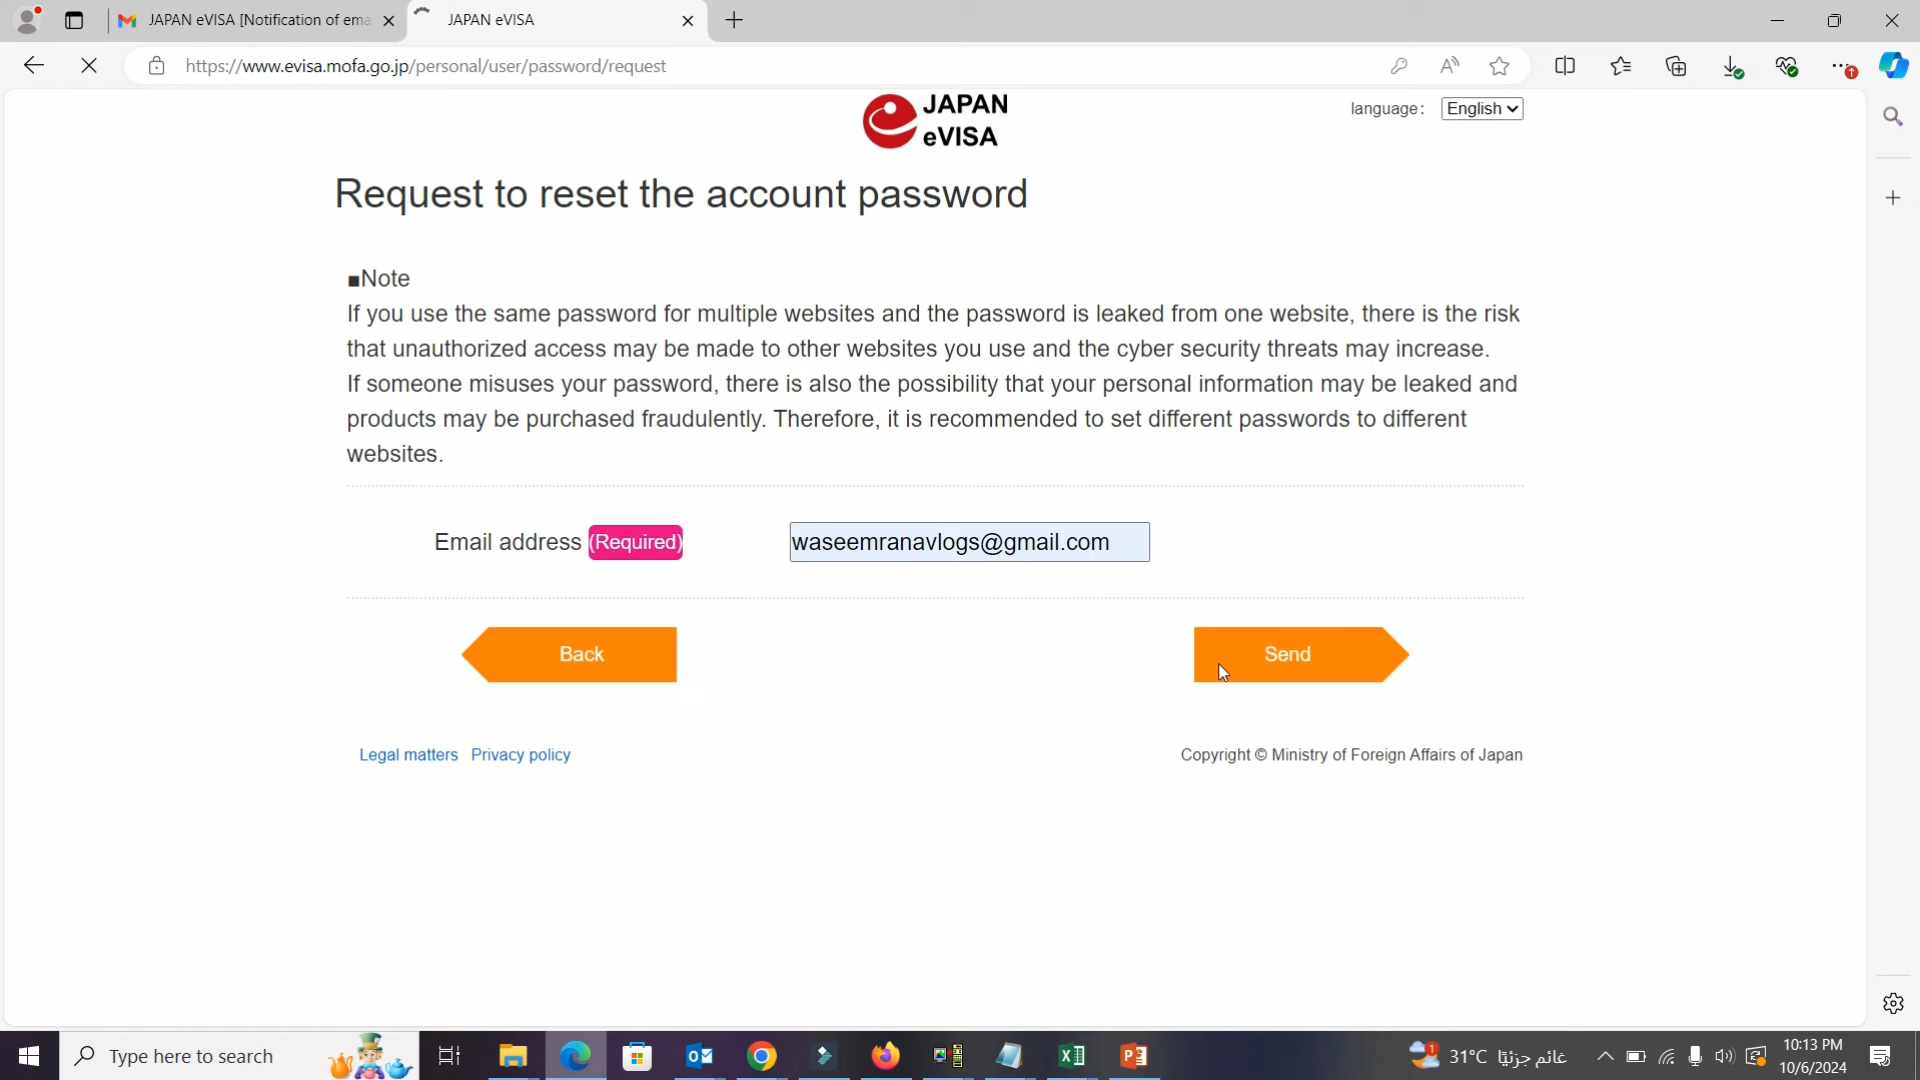 JAPAN eVISA [Notification of ema
JAPAN eVISA
https://www.evisa.mofa.go.jp/personal/user/password/request
JAPAN
eVISA
language: English
Request to reset the account password
■Note
If you use the same password for multiple websites and the password is leaked from one website, there is the risk
that unauthorized access may be made to other websites you use and the cyber security threats may increase.
If someone misuses your password, there is also the possibility that your personal information may be leaked and
products may be purchased fraudulently. Therefore, it is recommended to set different passwords to different
websites.
Email address (Required) waseemranavlogs@gmail.com
Back
Send
Legal matters Privacy policy
Copyright © Ministry of Foreign Affairs of Japan
Type here to search
31°C غائم جزئيًا
10:13 PM
10/6/2024